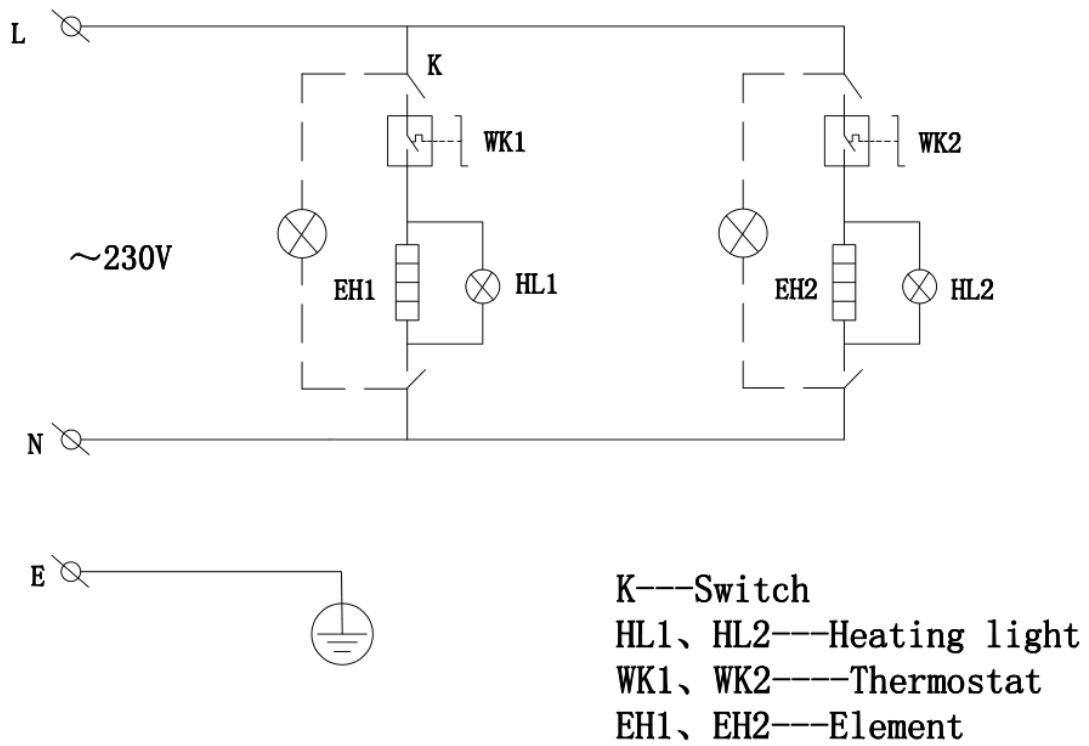 L
K
WK1
WK2
～230V
EH1
HL1
EH2
HL2
N
E
K---Switch
HL1、HL2---Heating light
WK1、WK2----Thermostat
EH1、EH2---Element